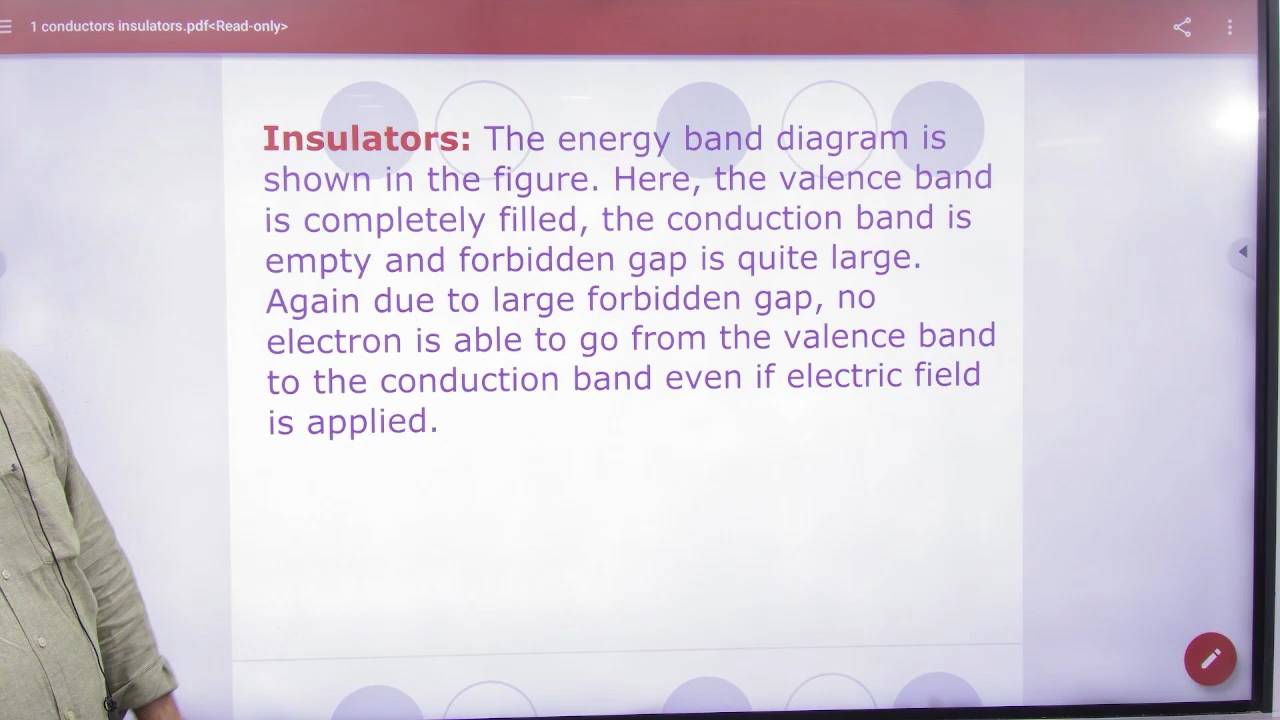 1 conductors insulators.pdf<Read-only>
Insulators: The energy band diagram is
shown in the figure. Here, the valence band
is completely filled, the conduction band is
empty and forbidden gap is quite large.
Again due to large forbidden gap, no
electron is able to go from the valence band
to the conduction band even if electric field
is applied.